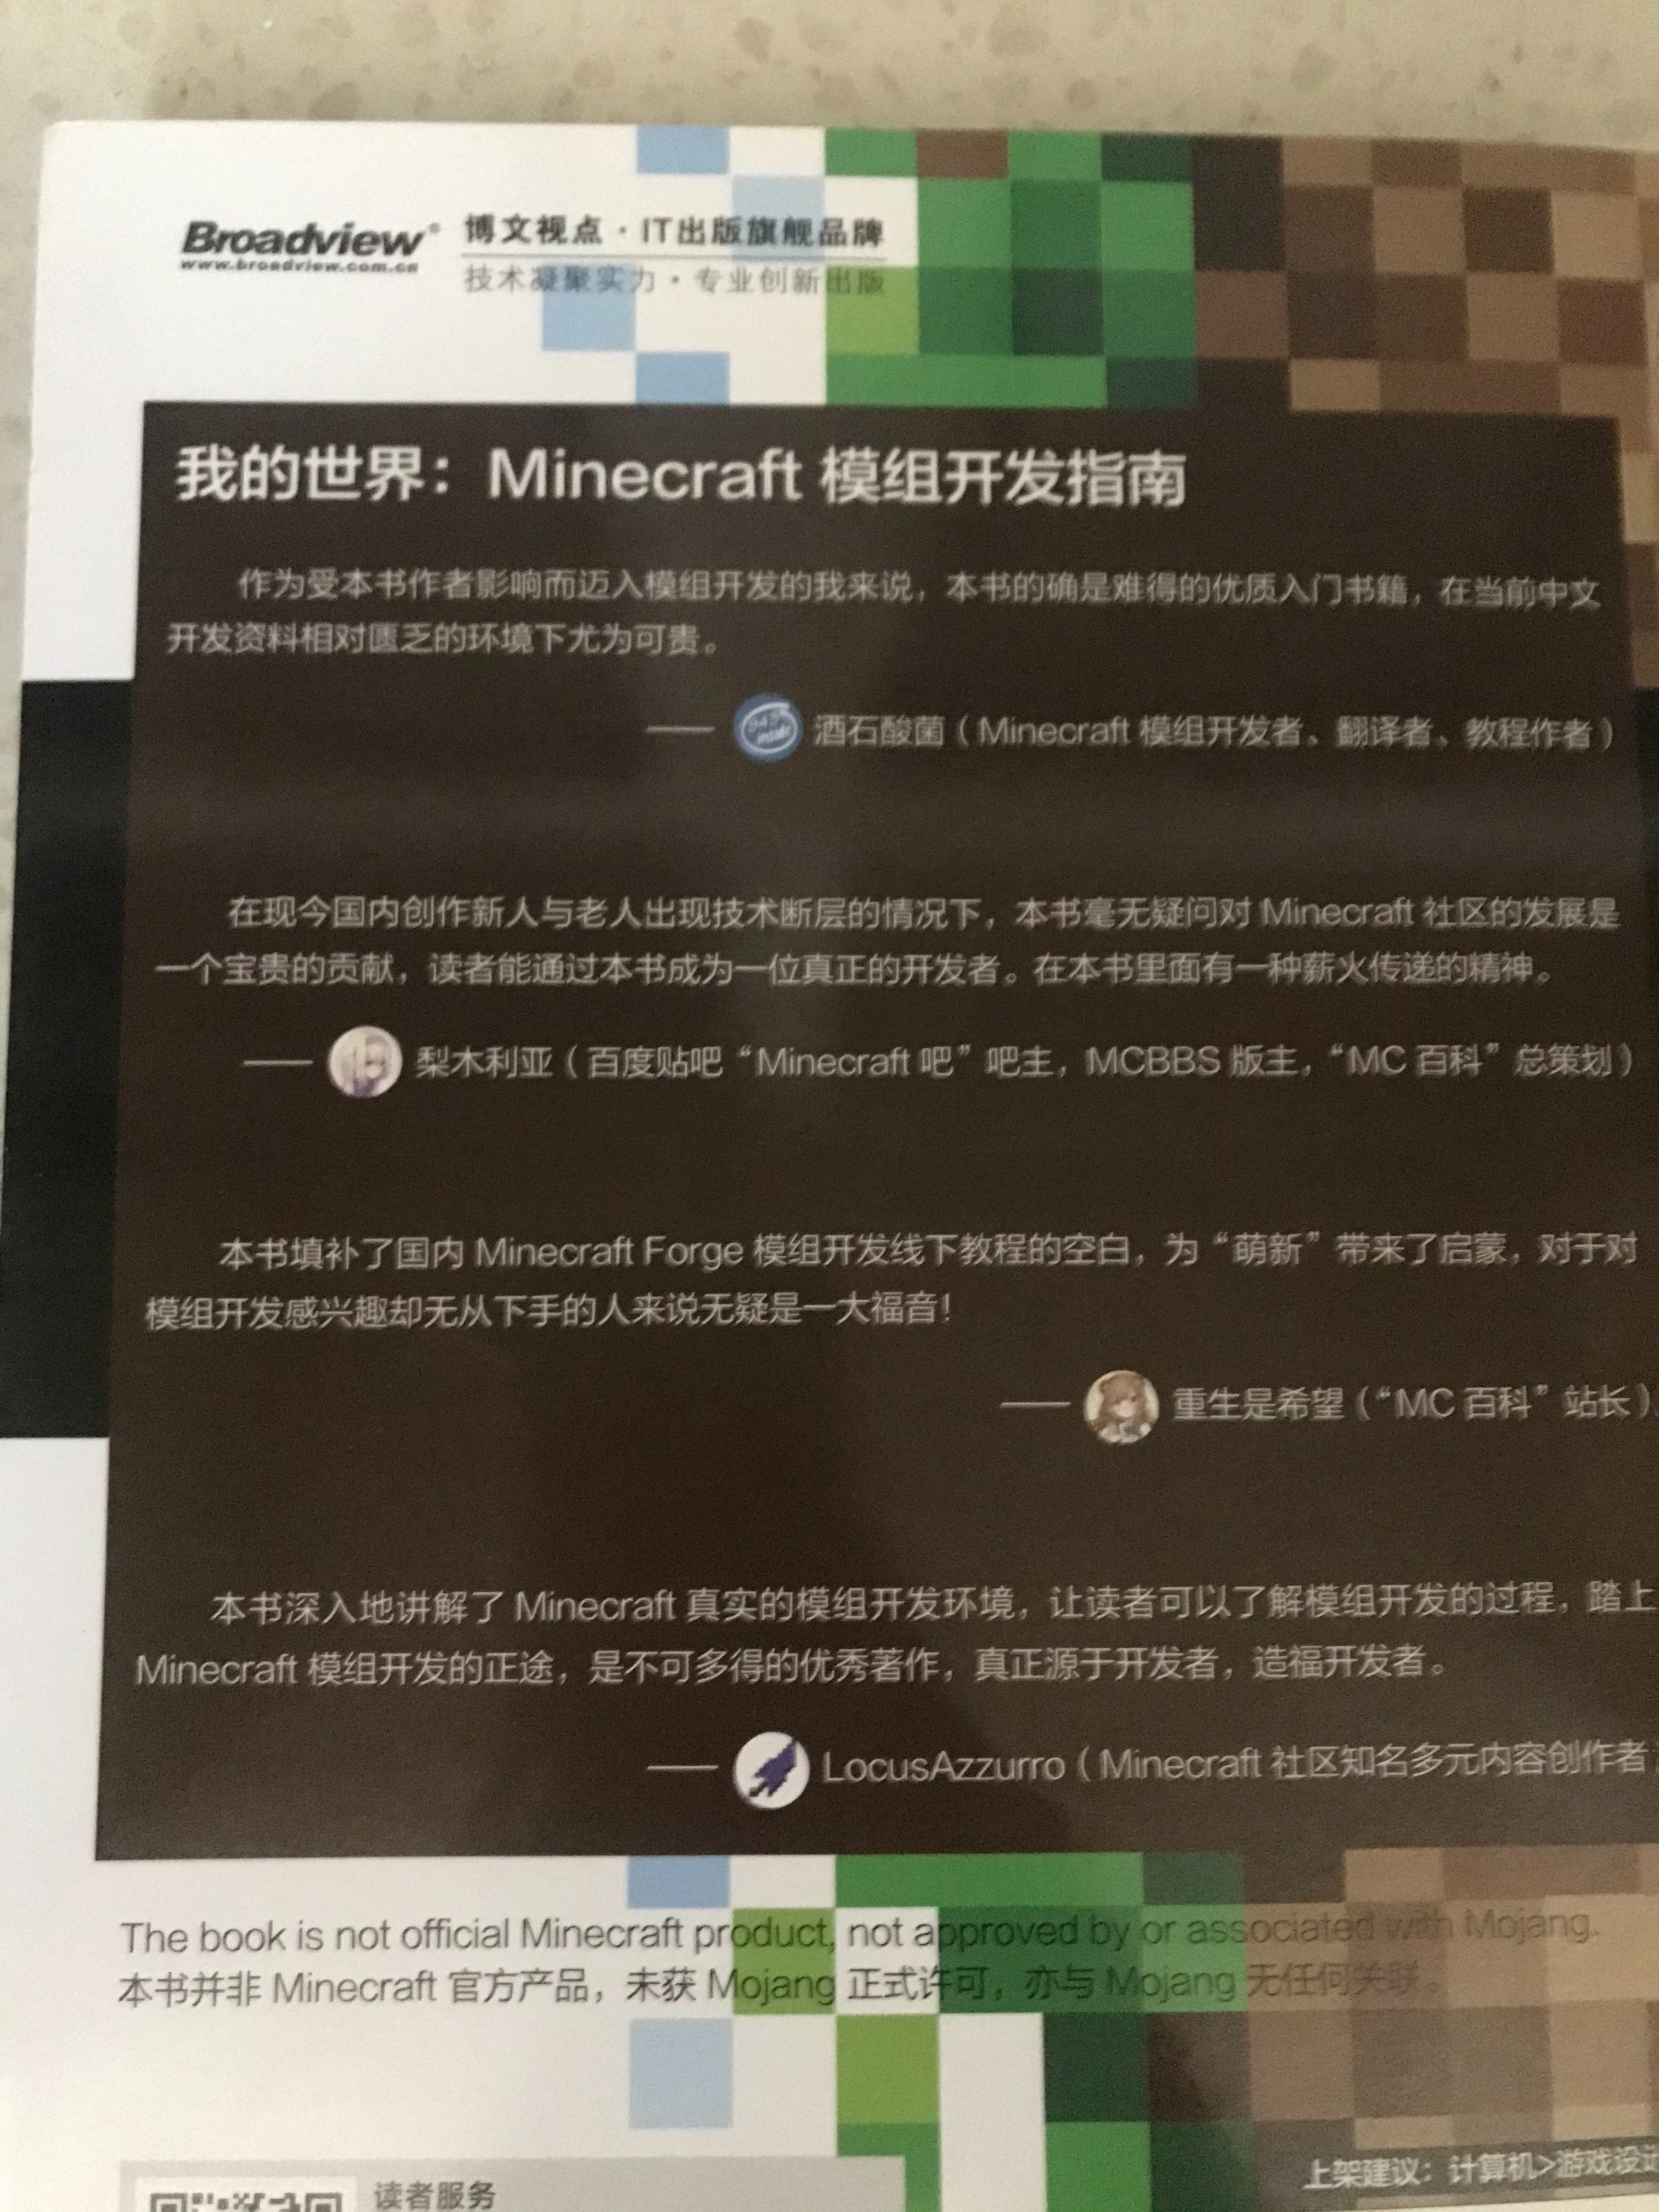 Broadview®
www.broadview.com.cn
博文视点·IT出版旗舰品牌
技术凝聚实力·专业创新出版
我的世界：Minecraft 模组开发指南
作为受本书作者影响而迈入模组开发的我来说，本书的确是难得的优质入门书籍，在当前中文
开发资料相对匮乏的环境下尤为可贵。
—— 酒石酸菌（Minecraft 模组开发者、翻译者、教程作者）
在现今国内创作新人与老人出现技术断层的情况下，本书毫无疑问对 Minecraft 社区的发展是
一个宝贵的贡献，读者能通过本书成为一位真正的开发者。在本书里面有一种薪火传递的精神。
—— 梨木利亚（百度贴吧“Minecraft 吧”吧主，MCBBS 版主，“MC 百科”总策划）
本书填补了国内 Minecraft Forge 模组开发线下教程的空白，为“萌新”带来了启蒙，对于对
模组开发感兴趣却无从下手的人来说无疑是一大福音！
—— 重生是希望（“MC 百科”站长）
本书深入地讲解了 Minecraft 真实的模组开发环境，让读者可以了解模组开发的过程，踏上
Minecraft 模组开发的正途，是不可多得的优秀著作，真正源于开发者，造福开发者。
—— LocusAzzurro（Minecraft 社区知名多元内容创作者
The book is not official Minecraft product, not approved by or associated with Mojang.
本书并非 Minecraft 官方产品，未获 Mojang 正式许可，亦与 Mojang 无任何关联。
读者服务
上架建议：计算机>游戏设